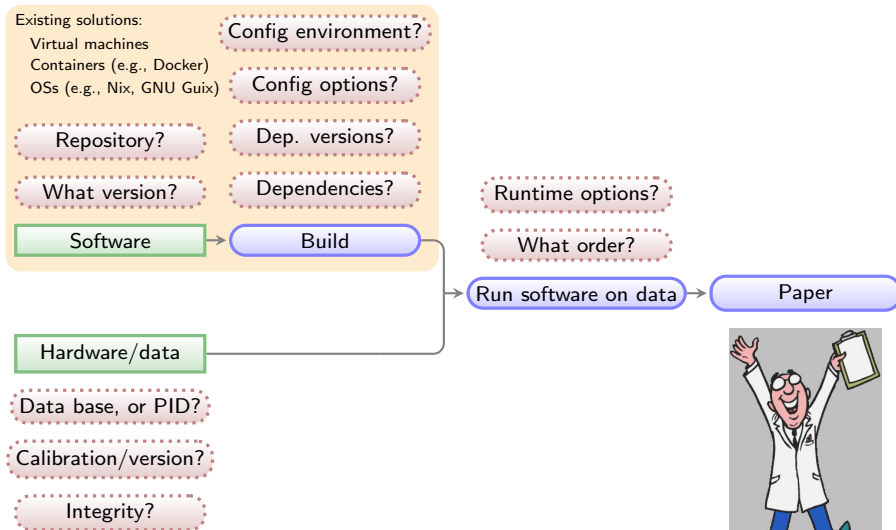 Existing solutions:
Virtual machines
Containers (e.g., Docker)
OSs (e.g., Nix, GNU Guix)
Config environment?
Config options?
Repository?
Dep. versions?
What version?
Dependencies?
Software
Build
Runtime options?
What order?
Run software on data
Paper
Hardware/data
Data base, or PID?
Calibration/version?
Integrity?